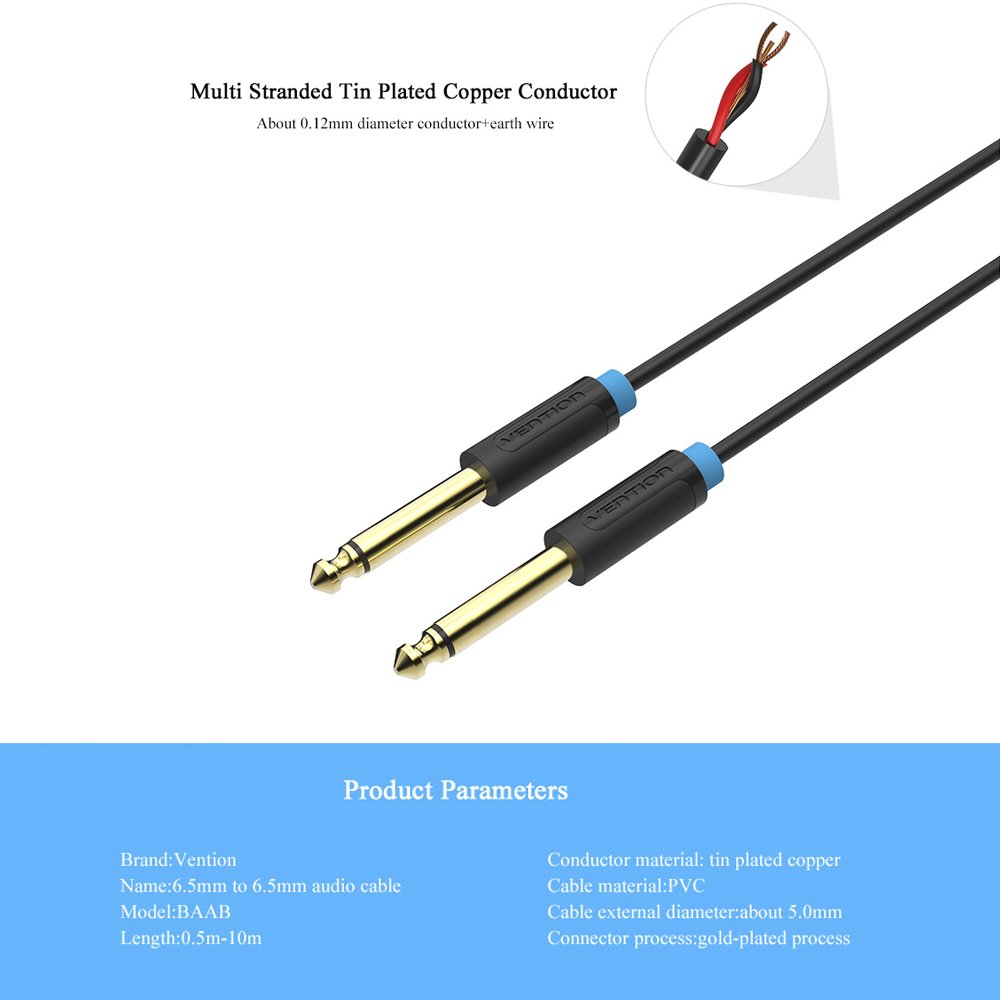 Multi Stranded Tin Plated Copper Conductor
About 0.12mm diameter conductor+earth wire
VENTION
VENTION
Product Parameters
Brand:Vention
Name:6.5mm to 6.5mm audio cable
Model:BAAB
Length:0.5m-10m
Conductor material: tin plated copper
Cable material:PVC
Cable external diameter:about 5.0mm
Connector process:gold-plated process